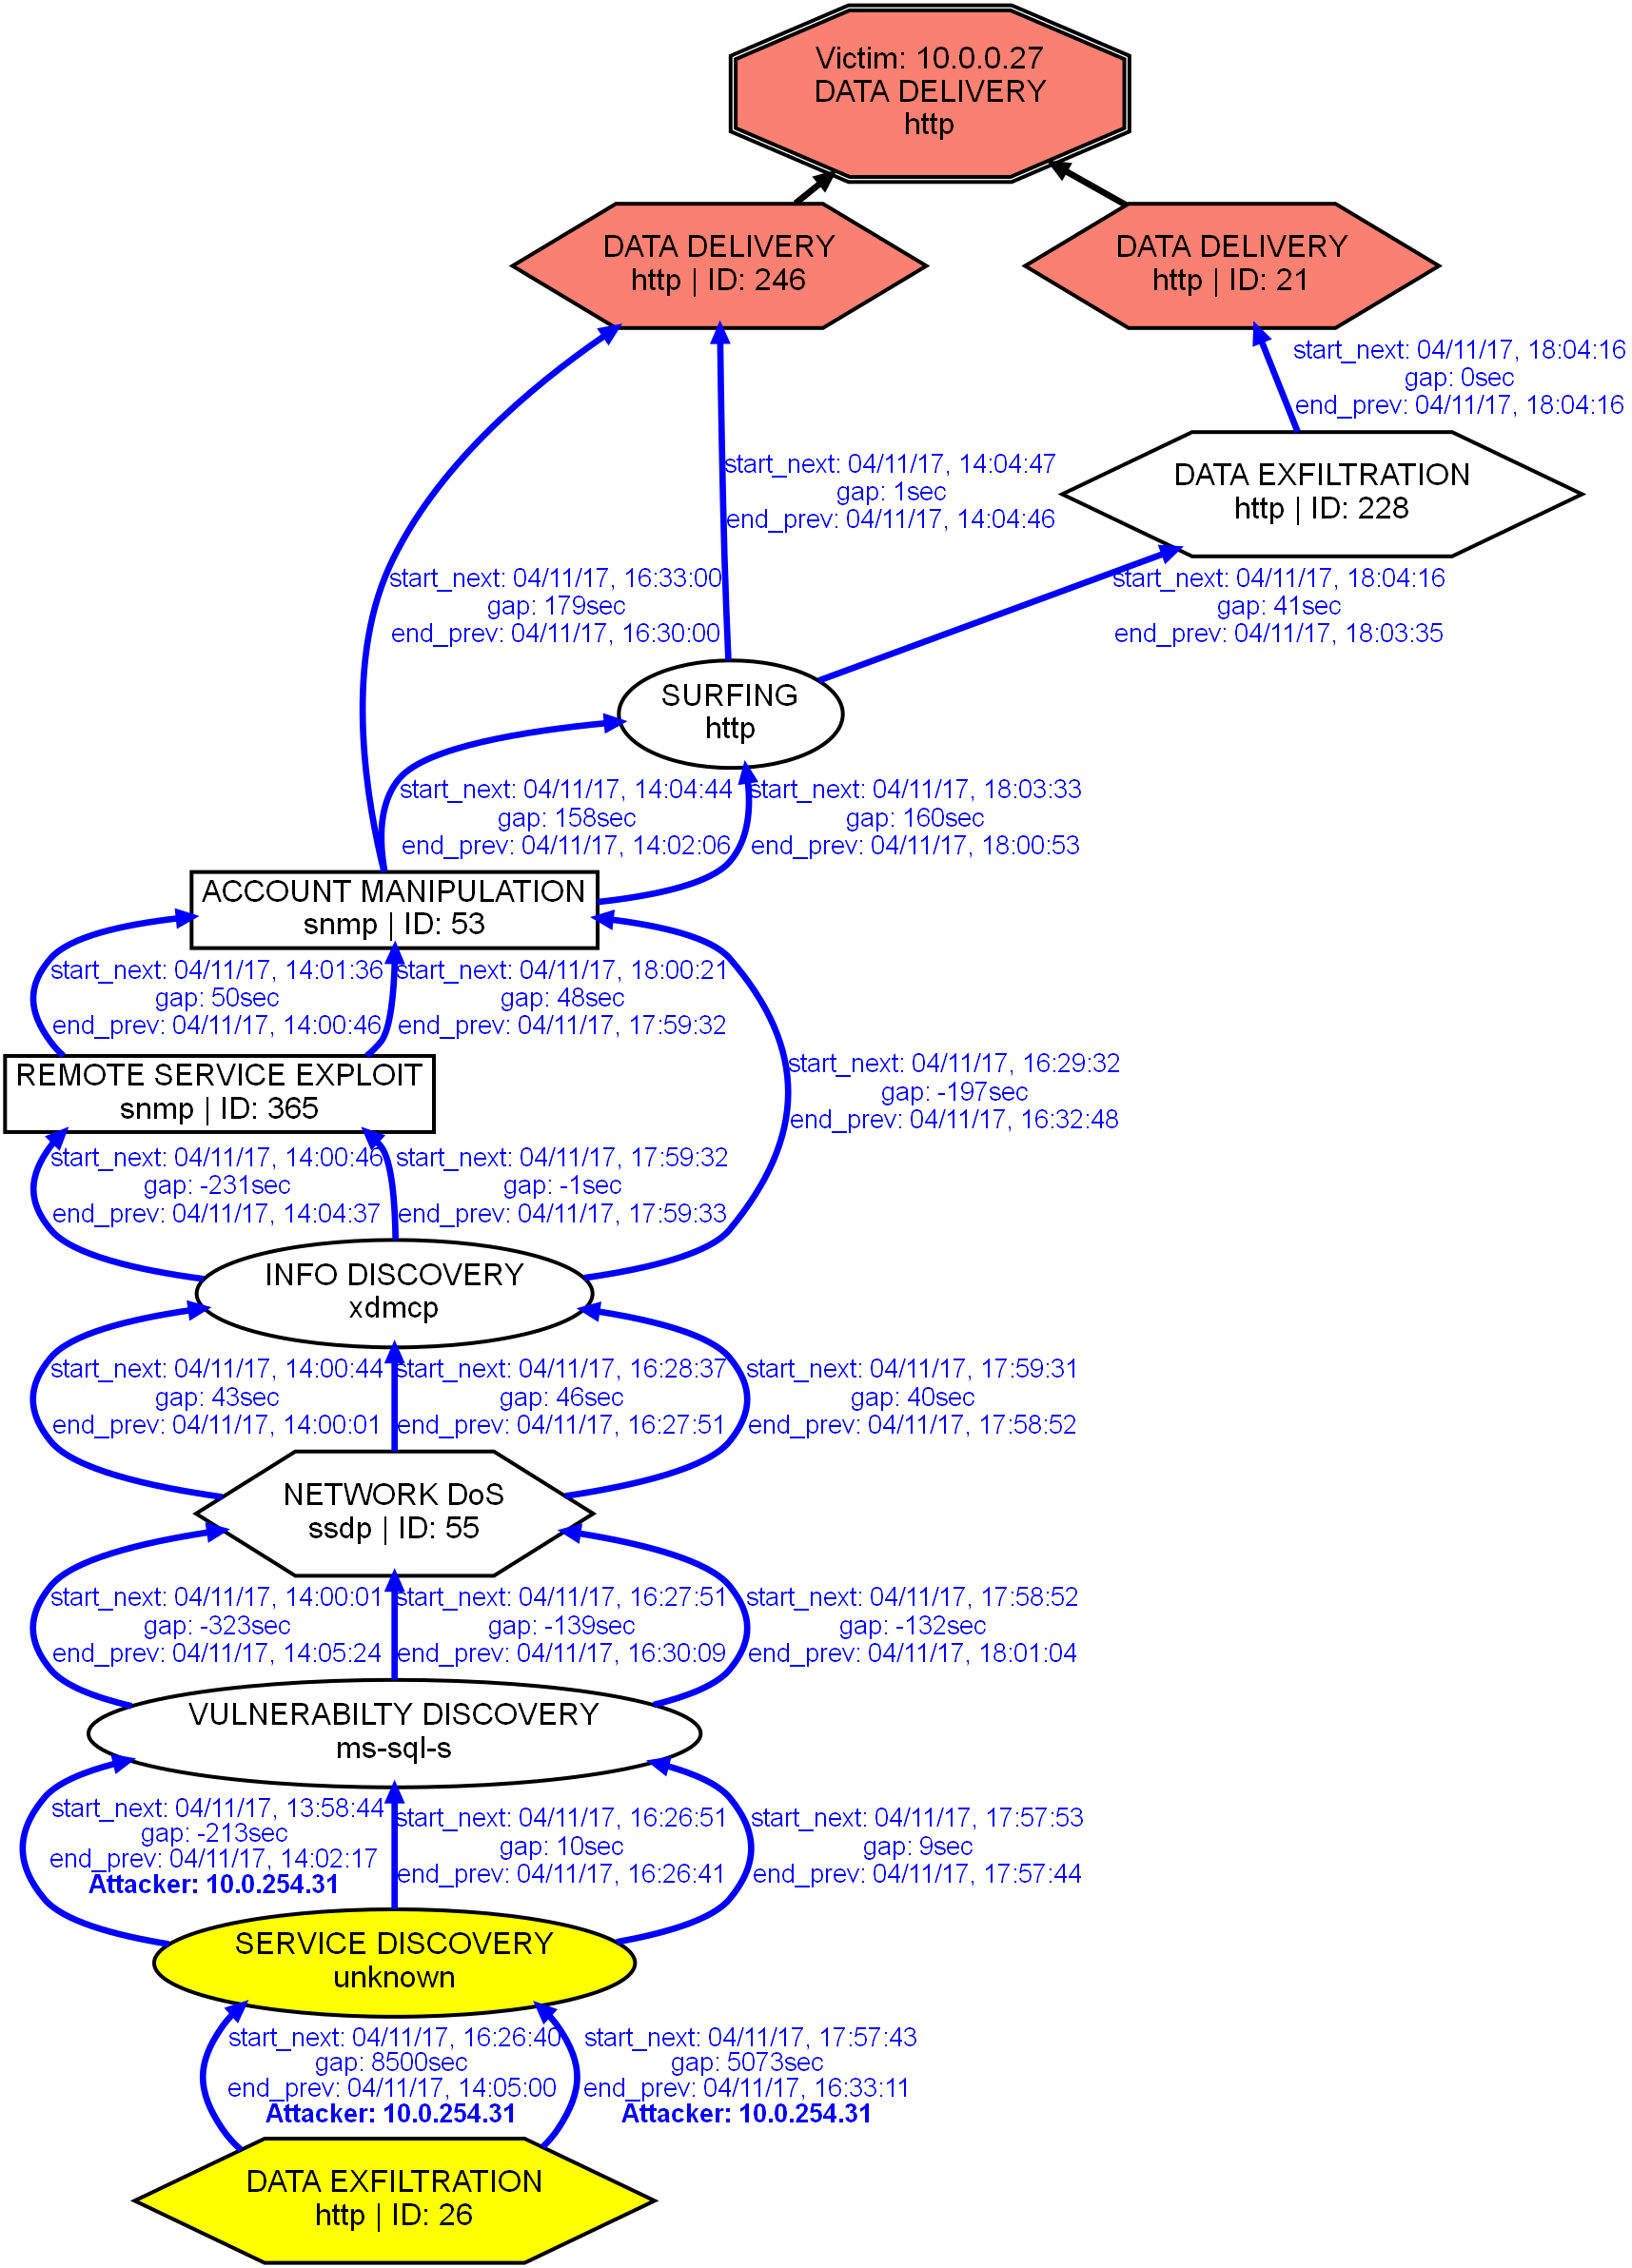 Victim: 10.0.0.27
DATA DELIVERY
http
DATA DELIVERY
http | ID: 246
DATA DELIVERY
http | ID: 21
start_next: 04/11/17, 18:04:16
gap: 0sec
end_prev: 04/11/17, 18:04:16
start_next: 04/11/17, 14:04:47
gap: 1sec
end_prev: 04/11/17, 14:04:46
DATA EXFILTRATION
http | ID: 228
start_next: 04/11/17, 16:33:00
gap: 179sec
end_prev: 04/11/17, 16:30:00
start_next: 04/11/17, 18:04:16
gap: 41sec
end_prev: 04/11/17, 18:03:35
SURFING
http
start_next: 04/11/17, 14:04:44
gap: 158sec
end_prev: 04/11/17, 14:02:06
start_next: 04/11/17, 18:03:33
gap: 160sec
end_prev: 04/11/17, 18:00:53
ACCOUNT MANIPULATION
snmp | ID: 53
start_next: 04/11/17, 14:01:36
gap: 50sec
end_prev: 04/11/17, 14:00:46
start_next: 04/11/17, 18:00:21
gap: 48sec
end_prev: 04/11/17, 17:59:32
start_next: 04/11/17, 16:29:32
gap: -197sec
end_prev: 04/11/17, 16:32:48
REMOTE SERVICE EXPLOIT
snmp | ID: 365
start_next: 04/11/17, 14:00:46
gap: -231sec
end_prev: 04/11/17, 14:04:37
start_next: 04/11/17, 17:59:32
gap: -1sec
end_prev: 04/11/17, 17:59:33
INFO DISCOVERY
xdmcp
start_next: 04/11/17, 14:00:44
gap: 43sec
end_prev: 04/11/17, 14:00:01
start_next: 04/11/17, 16:28:37
gap: 46sec
end_prev: 04/11/17, 16:27:51
start_next: 04/11/17, 17:59:31
gap: 40sec
end_prev: 04/11/17, 17:58:52
NETWORK DoS
ssdp | ID: 55
start_next: 04/11/17, 14:00:01
gap: -323sec
end_prev: 04/11/17, 14:05:24
start_next: 04/11/17, 16:27:51
gap: -139sec
end_prev: 04/11/17, 16:30:09
start_next: 04/11/17, 17:58:52
gap: -132sec
end_prev: 04/11/17, 18:01:04
VULNERABILTY DISCOVERY
ms-sql-s
start_next: 04/11/17, 13:58:44
gap: -213sec
end_prev: 04/11/17, 14:02:17
Attacker: 10.0.254.31
start_next: 04/11/17, 16:26:51
gap: 10sec
end_prev: 04/11/17, 16:26:41
start_next: 04/11/17, 17:57:53
gap: 9sec
end_prev: 04/11/17, 17:57:44
SERVICE DISCOVERY
unknown
start_next: 04/11/17, 16:26:40
gap: 8500sec
end_prev: 04/11/17, 14:05:00
Attacker: 10.0.254.31
start_next: 04/11/17, 17:57:43
gap: 5073sec
end_prev: 04/11/17, 16:33:11
Attacker: 10.0.254.31
DATA EXFILTRATION
http | ID: 26